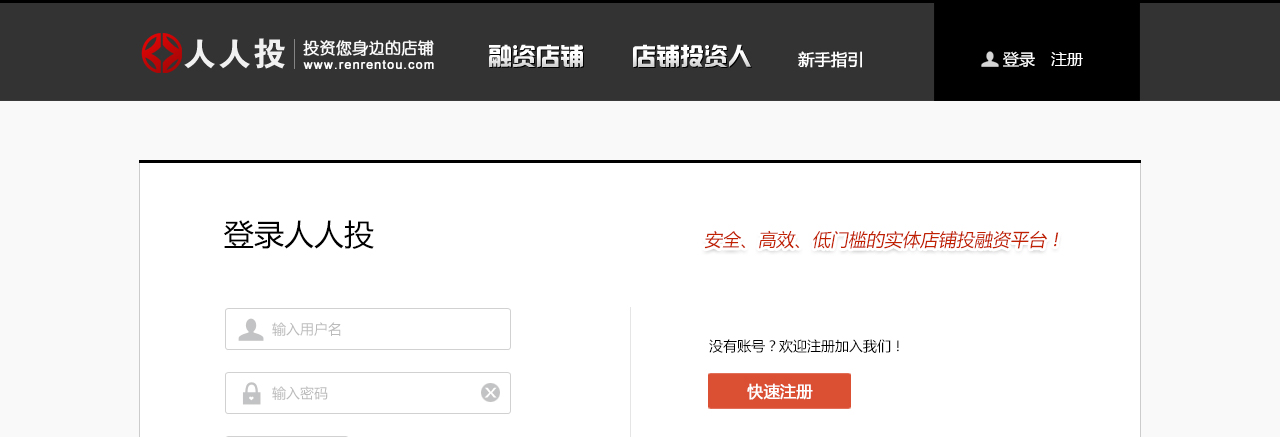 人人投
投资您身边的店铺
www.renrentou.com
融资店铺
店铺投资人
新手指引
登录
注册
登录人人投
安全、高效、低门槛的实体店铺投融资平台！
输入用户名
输入密码
没有账号？欢迎注册加入我们！
快速注册